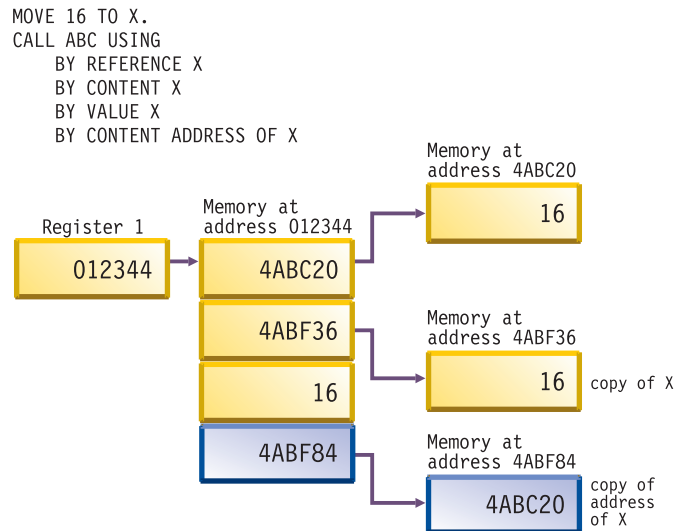 MOVE 16 TO X.
CALL ABC USING
BY REFERENCE X
BY CONTENT X
BY VALUE X
BY CONTENT ADDRESS OF X
Register 1
012344
Memory at
address 012344
4ABC20
4ABF36
16
4ABF84
Memory at
address 4ABC20
16
Memory at
address 4ABF36
16
copy of X
Memory at
address 4ABF84
4ABC20
copy of
address
of X